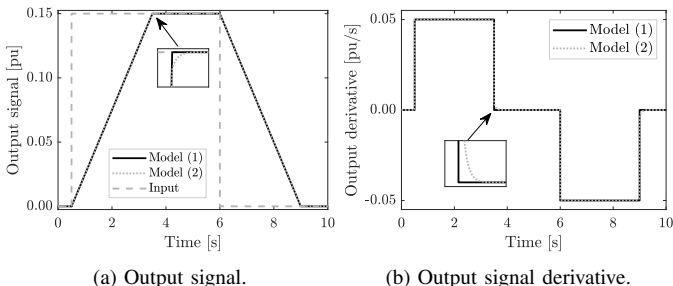 0.15
0.10
0.05
0.00
Output signal [pu]
Model (1)
Model (2)
Input
0 2 4 6 8 10
Time [s]
(a) Output signal.
0.05
0.00
-0.05
Output derivative [pu/s]
Model (1)
Model (2)
0 2 4 6 8 10
Time [s]
(b) Output signal derivative.